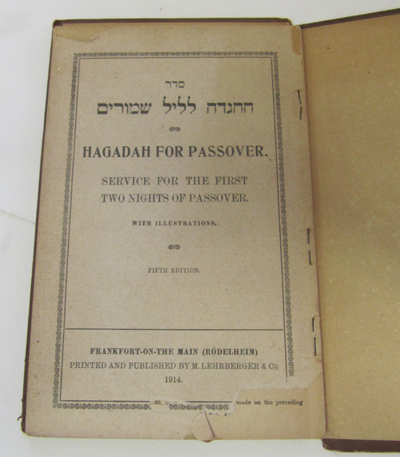 סדר
ההגדה לליל שמורים
HAGADAH FOR PASSOVER.
SERVICE FOR THE FIRST
TWO NIGHTS OF PASSOVER.
WITH ILLUSTRATIONS.
FIFTH EDITION.
FRANKFORT-ON-THE MAIN (RÖDELHEIM)
PRINTED AND PUBLISHED BY M. LEHRBERGER & Co.
1914.
made on the preceding